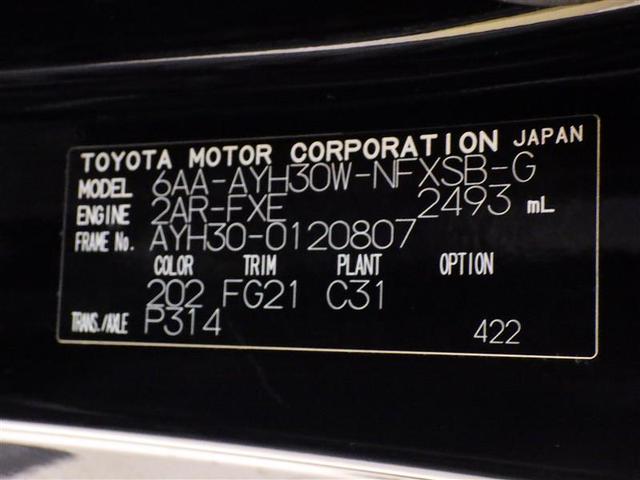 TOYOTA MOTOR CORPORATION JAPAN
MODEL 6AA-AYH30W-NFXSB-G
ENGINE 2AR-FXE 2493 mL
FRAME No. AYH30-0120807
COLOR TRIM PLANT OPTION
202 FG21 C31
TRANS./AXLE P314 422